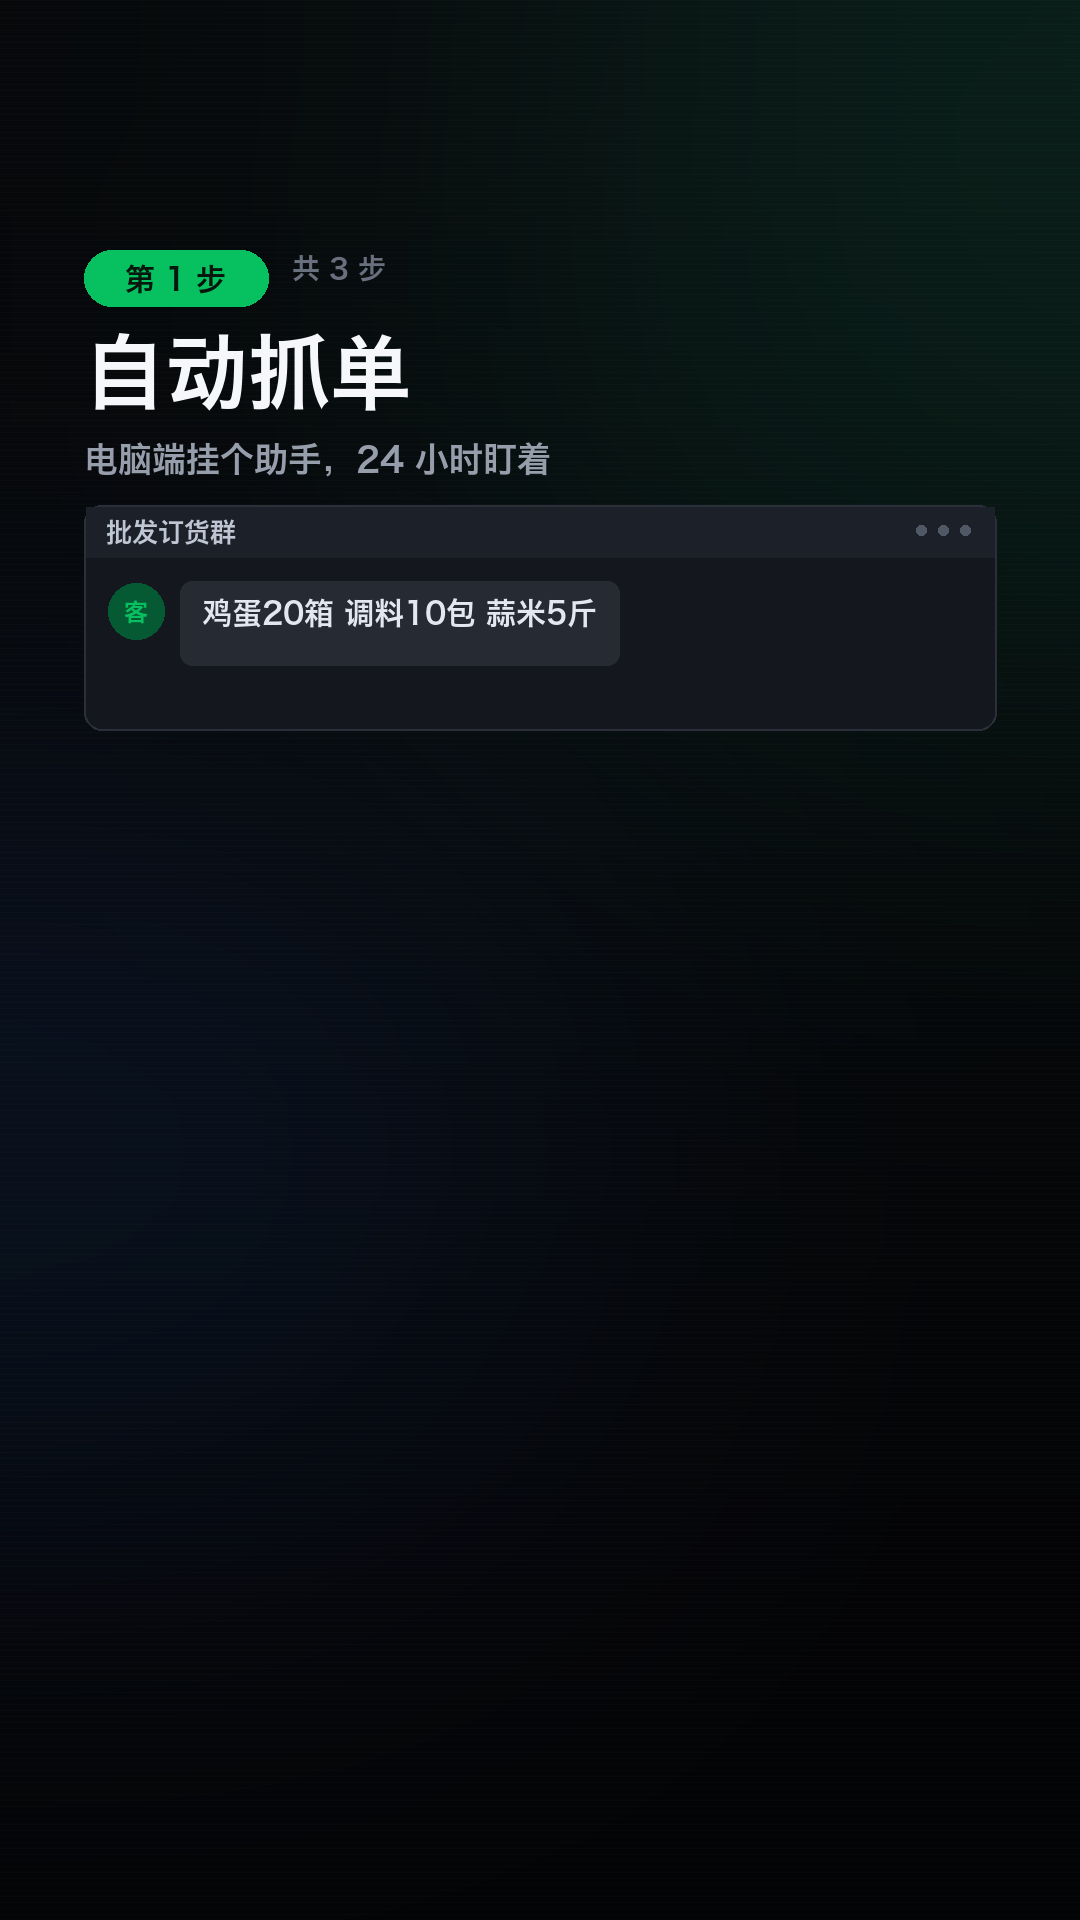 第 1 步
共 3 步
自动抓单
电脑端挂个助手，24 小时盯着
批发订货群
客
鸡蛋20箱 调料10包 蒜米5斤